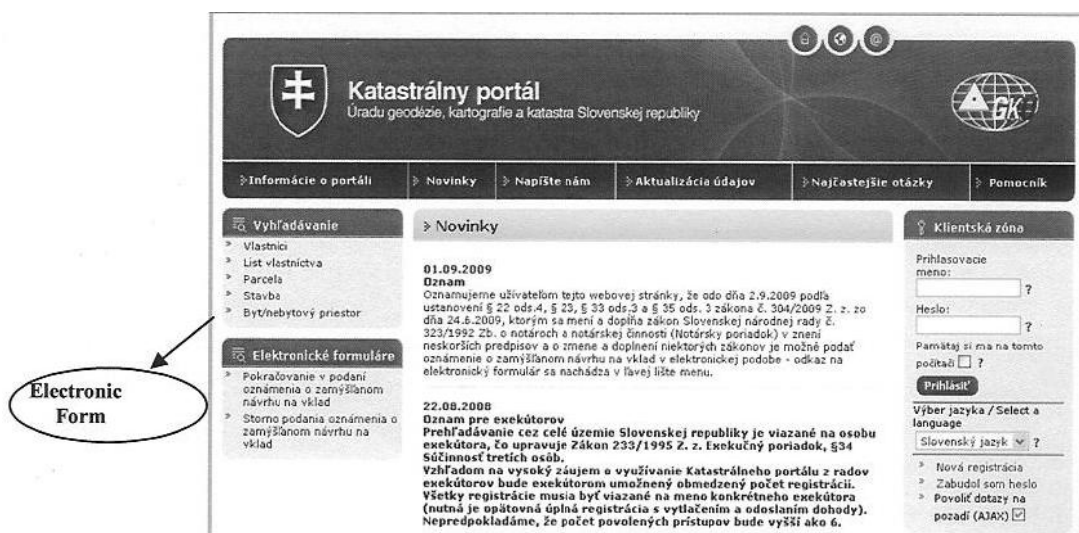 Katastrálny portál
Úradu geodézie, kartografie a katastra Slovenskej republiky
Informácie o portáli
Novinky
Napíšte nám
Aktualizácia údajov
Najčastejšie otázky
Pomocník
Vyhľadávanie
Vlastníci
List vlastníctva
Parcela
Stavba
Byt/nebytový priestor
Elektronické formuláre
Pokračovanie v podaní
oznámenia o zamýšľanom
návrhu na vklad
Storno podania oznámenia o
zamýšľanom návrhu na
vklad
Electronic
Form
Novinky
01.09.2009
Oznam
Oznamujeme užívateľom tejto webovej stránky, že odo dňa 2.9.2009 podľa
ustanovení § 22 ods.4, § 23, § 33 ods.3 a § 35 ods. 3 zákona č. 304/2009 Z. z. zo
dňa 24.6.2009, ktorým sa mení a dopĺňa zákon Slovenskej národnej rady č.
323/1992 Zb. o notároch a notárskej činnosti (Notársky poriadok) v znení
neskorších predpisov a o zmene a doplnení niektorých zákonov je možné podať
oznámenie o zamýšľanom návrhu na vklad v elektronickej podobe - odkaz na
elektronický formulár sa nachádza v ľavej lište menu.
22.08.2008
Oznam pre exekútorov
Prehľadávanie cez celé územie Slovenskej republiky je viazané na osobu
exekútora, čo upravuje Zákon 233/1995 Z. z. Exekučný poriadok, §34
Súčinnosť tretích osôb.
Vzhľadom na vysoký záujem o využívanie Katastrálneho portálu z radov
exekútorov bude exekútorom umožnený obmedzený počet registrácií.
Všetky registrácie musia byť viazané na meno konkrétneho exekútora
(nutná je opätovná úplná registrácia s vytlačením a odoslaním dohody).
Nepredpokladáme, že počet povolených prístupov bude vyšší ako 6.
Klientská zóna
Prihlasovacie
meno:
?
Heslo:
?
Pamätaj si ma na tomto
počítači ?
Prihlásiť
Výber jazyka / Select a
language
Slovenský jazyk ?
Nová registrácia
Zabudol som heslo
Povoliť dotazy na
pozadí (AJAX)